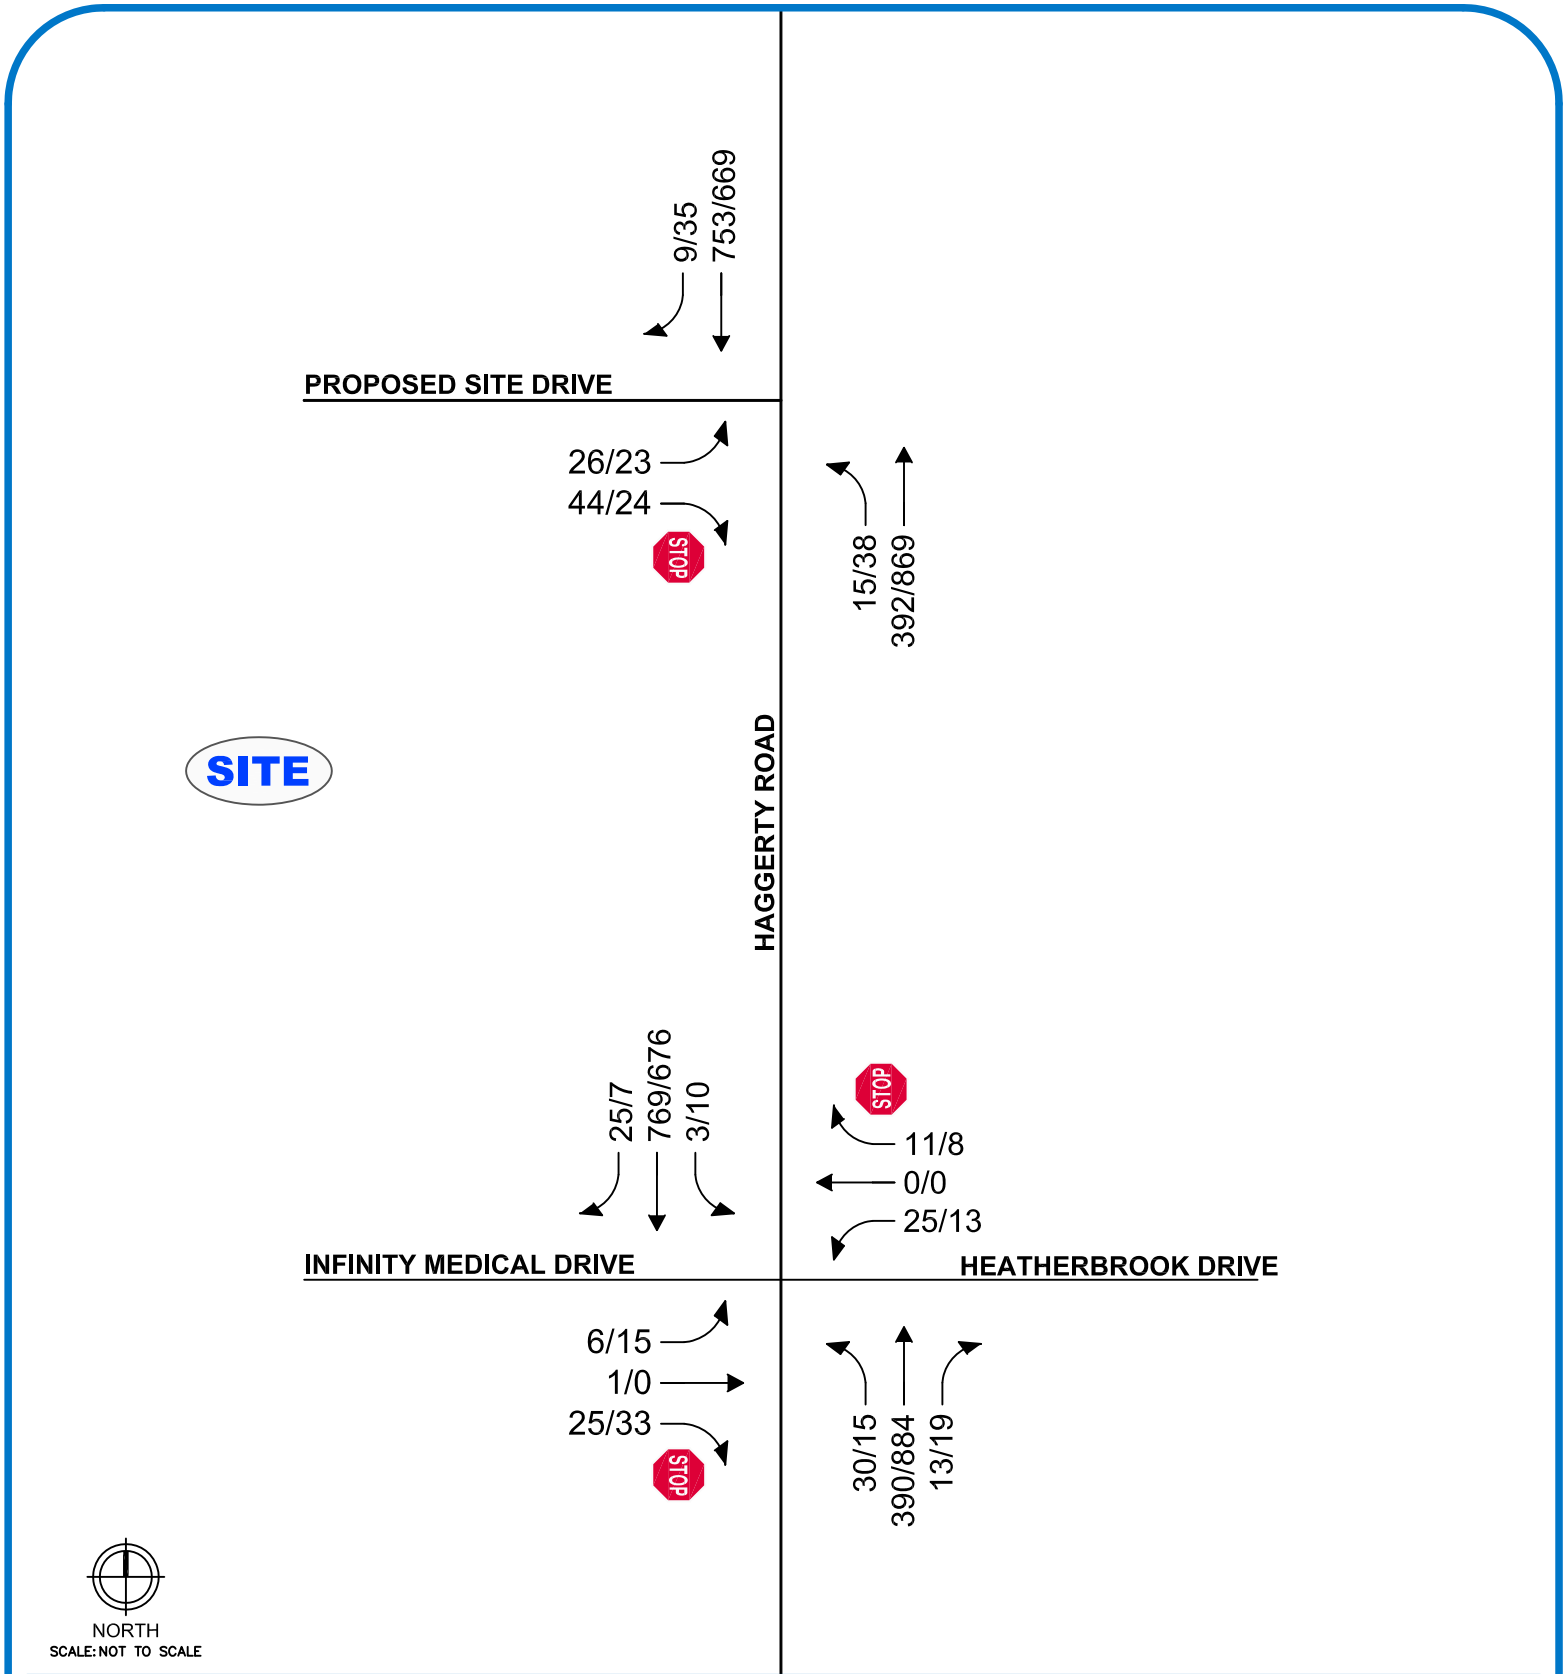 9/35
753/669
PROPOSED SITE DRIVE
26/23
44/24
STOP
15/38
392/869
SITE
HAGGERTY ROAD
25/7
769/676
3/10
STOP
11/8
0/0
25/13
INFINITY MEDICAL DRIVE
HEATHERBROOK DRIVE
6/15
1/0
25/33
STOP
30/15
390/884
13/19
NORTH
SCALE: NOT TO SCALE